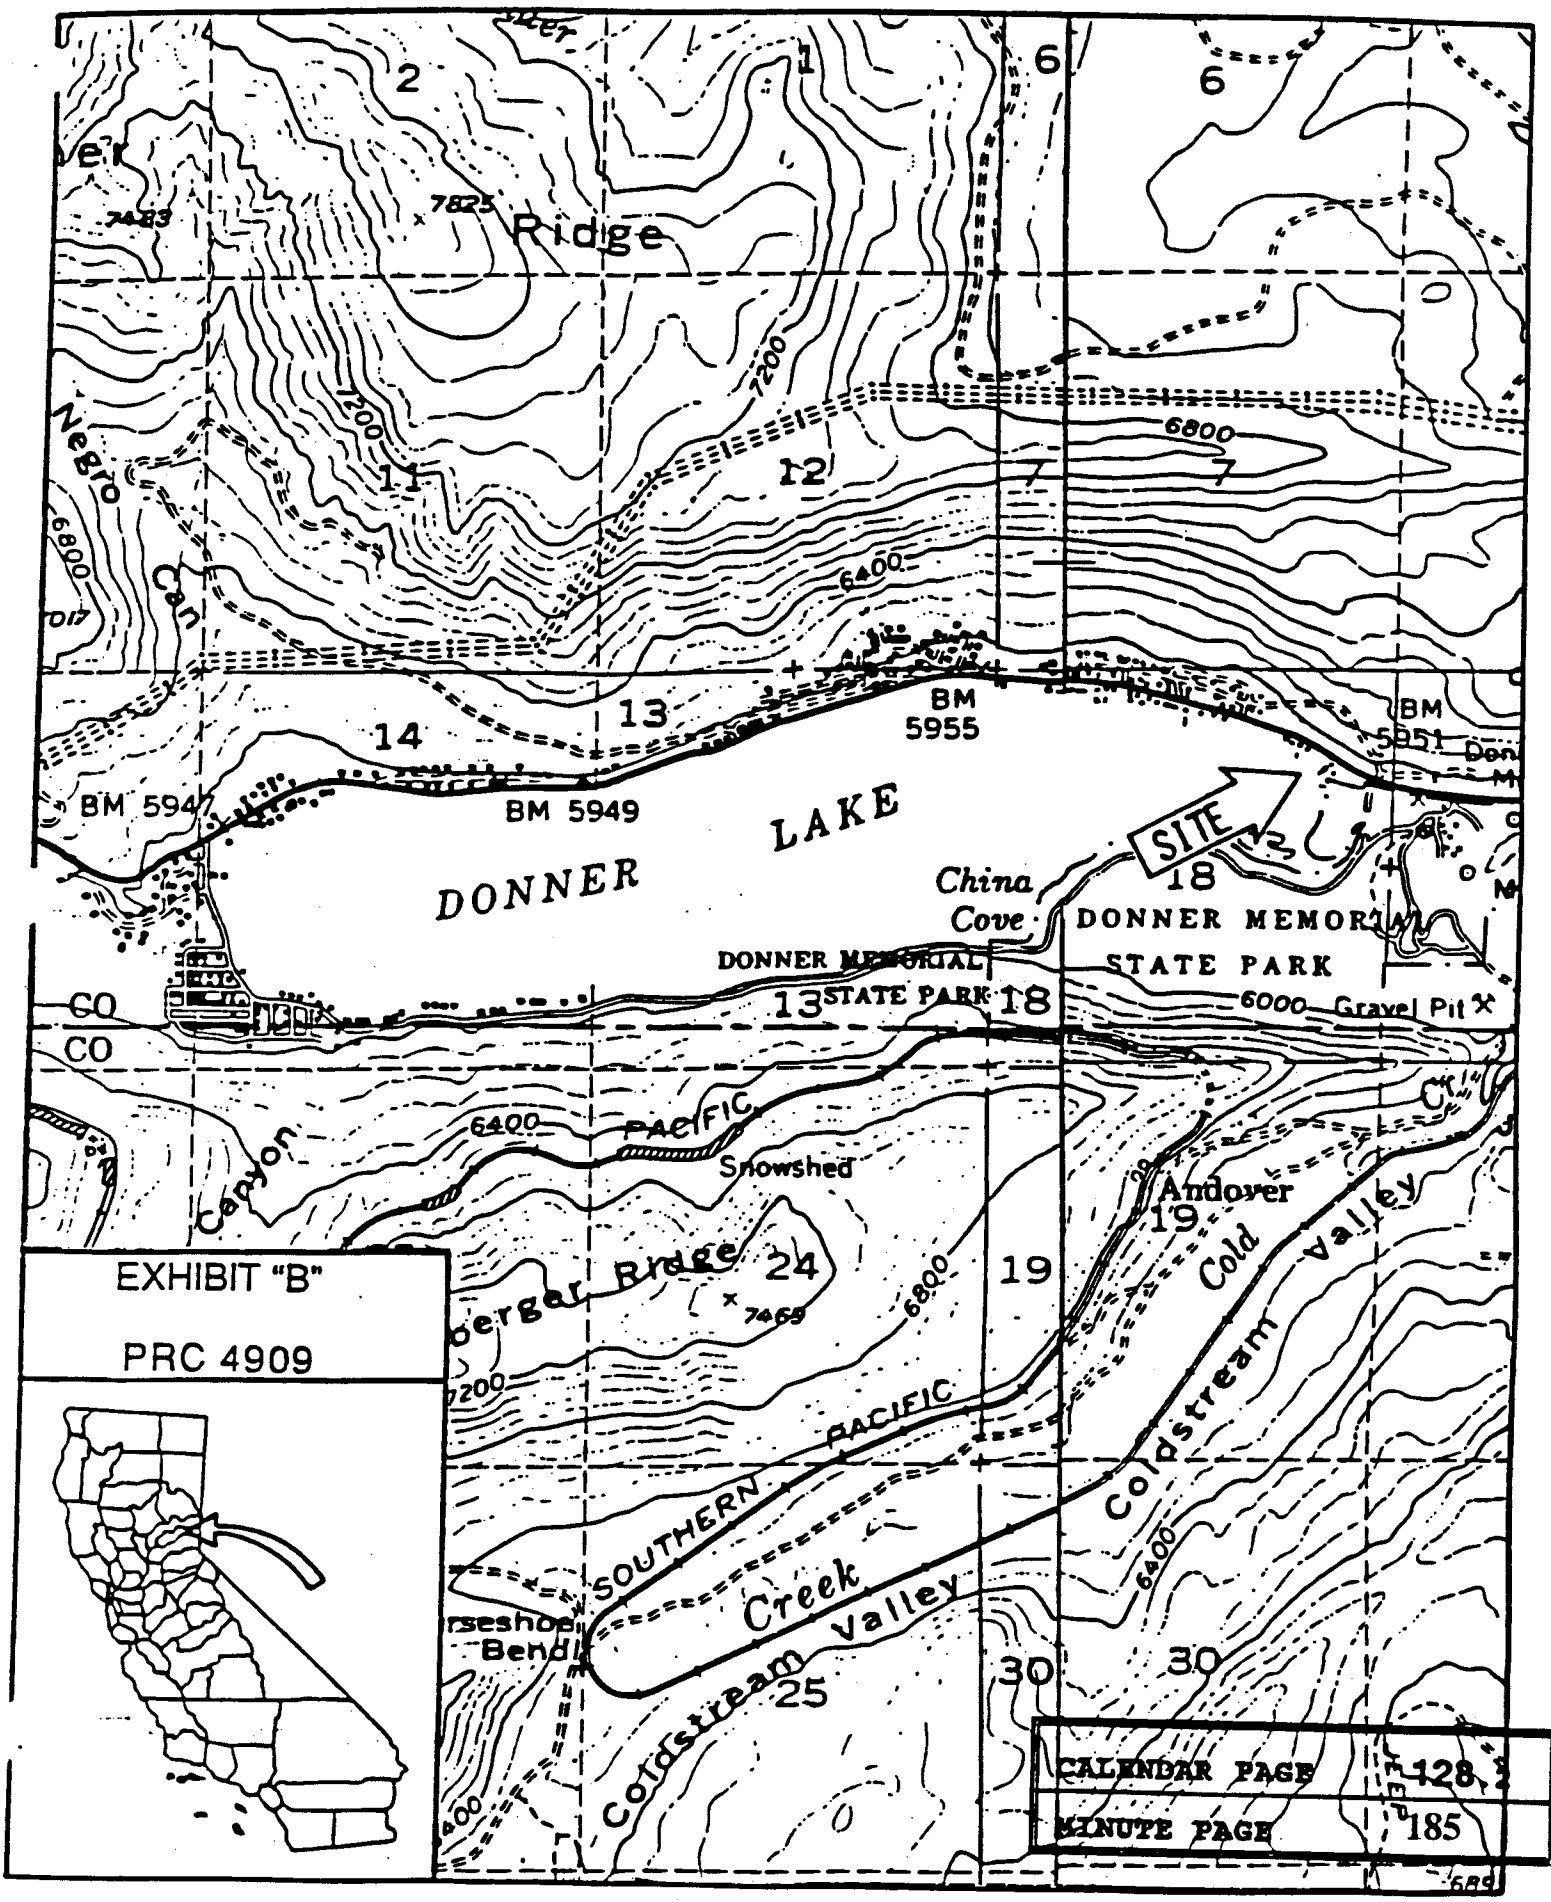 2
1
6
6
7483
7825
Ridge
7200
7200
Negro
Can
11
12
6800
7
7
6800
6400
13
14
BM
5955
BM
5951
BM 5947
BM 5949
DONNER LAKE
SITE
China
Cove
18
DONNER MEMORIAL
STATE PARK
DONNER MEMORIAL
STATE PARK
13
18
6000
Gravel Pit
CO
CO
6400
PACIFIC
Snowshed
Canyon
Andover
19
Cold
Valley
24
19
6800
7469
Ridge
7200
PACIFIC
SOUTHERN
Coldstream
6400
Creek
Valley
Bend
Coldstream
25
30
30
JEEP
EXHIBIT "B"
PRC 4909
CALENDAR PAGE 128.2
MINUTE PAGE 185